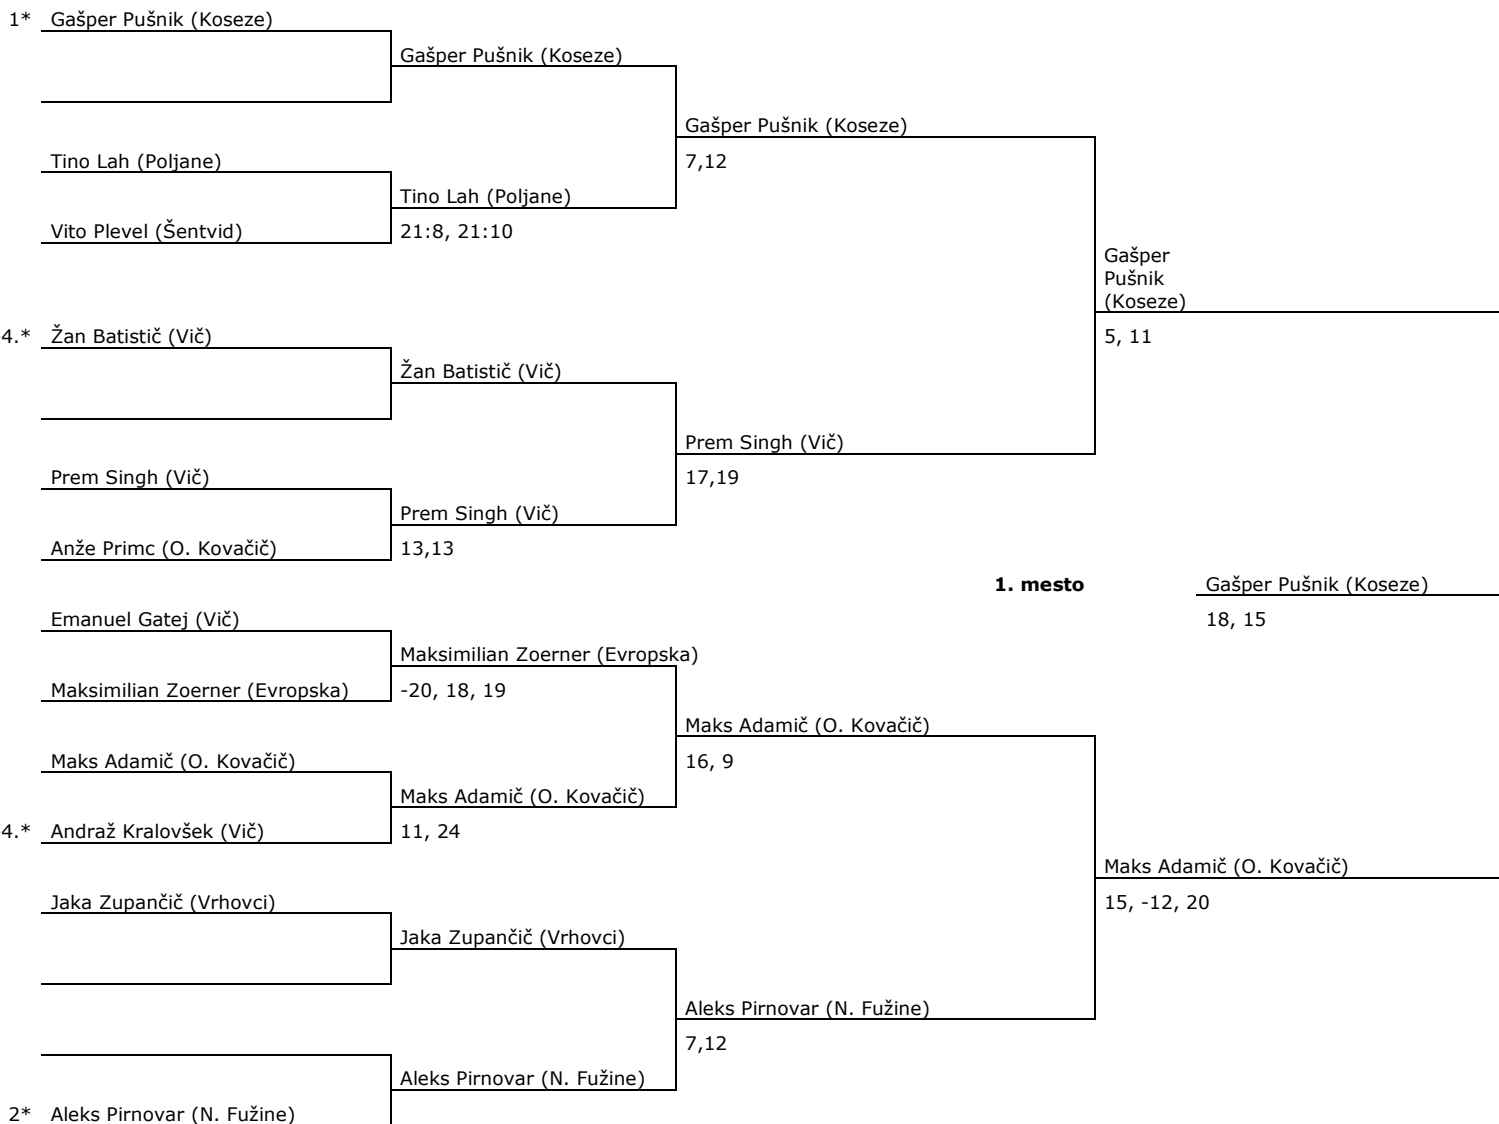 1* Gašper Pušnik (Koseze)
Gašper Pušnik (Koseze)
Gašper Pušnik (Koseze)
Tino Lah (Poljane)
7,12
Tino Lah (Poljane)
Vito Plevel (Šentvid)
21:8, 21:10
Gašper
Pušnik
(Koseze)
4.* Žan Batistič (Vič)
5, 11
Žan Batistič (Vič)
Prem Singh (Vič)
Prem Singh (Vič)
17,19
Prem Singh (Vič)
Anže Primc (O. Kovačič)
13,13
1. mesto
Gašper Pušnik (Koseze)
Emanuel Gatej (Vič)
18, 15
Maksimilian Zoerner (Evropska)
Maksimilian Zoerner (Evropska)
-20, 18, 19
Maks Adamič (O. Kovačič)
Maks Adamič (O. Kovačič)
16, 9
Maks Adamič (O. Kovačič)
4.* Andraž Kralovšek (Vič)
11, 24
Maks Adamič (O. Kovačič)
Jaka Zupančič (Vrhovci)
15, -12, 20
Jaka Zupančič (Vrhovci)
Aleks Pirnovar (N. Fužine)
7,12
Aleks Pirnovar (N. Fužine)
2* Aleks Pirnovar (N. Fužine)